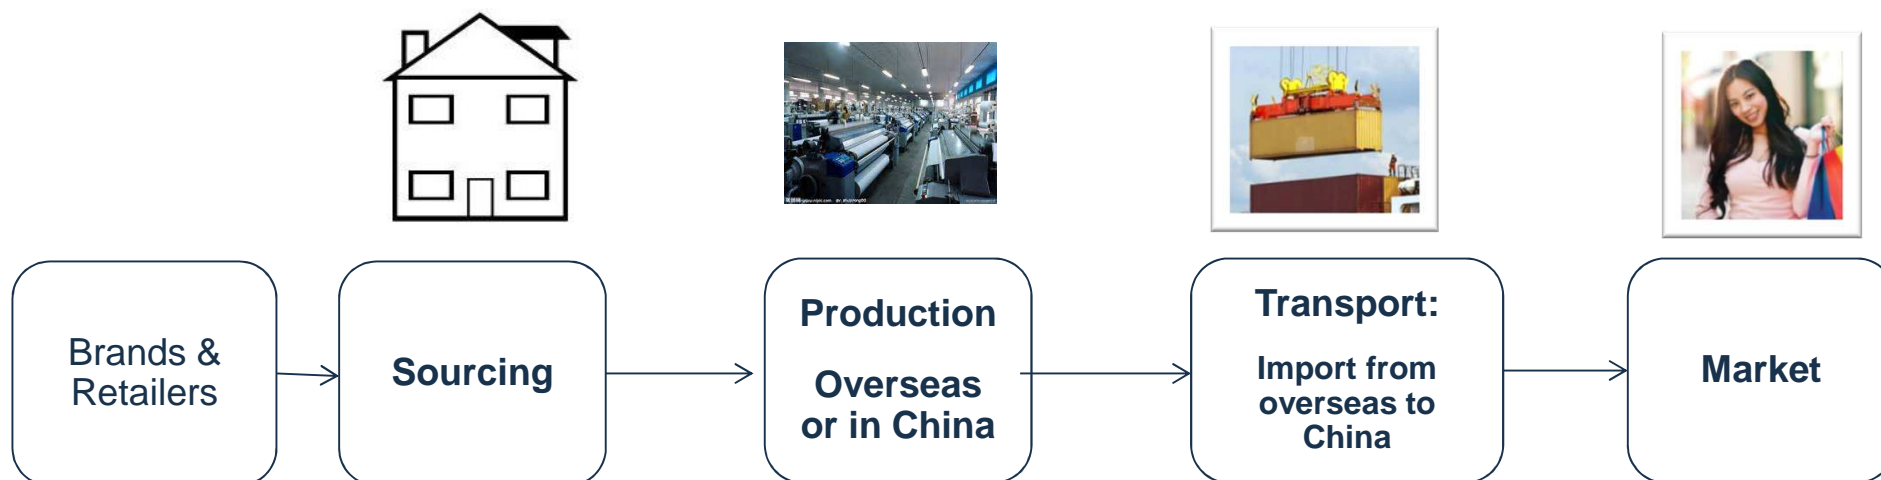 Brands &
Retailers
Sourcing
Production
Overseas
or in China
Transport:
Import from
overseas to
China
Market